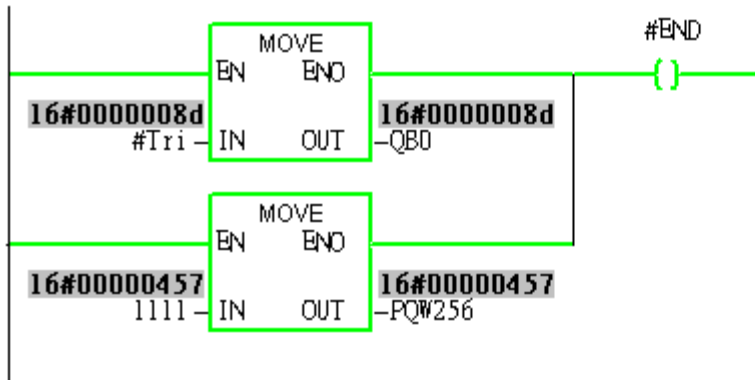 #END
MOVE
EN ENO
16#0000008d 16#0000008d
#Tri IN OUT QB0
MOVE
EN ENO
16#00000457 16#00000457
1111 IN OUT PQW256